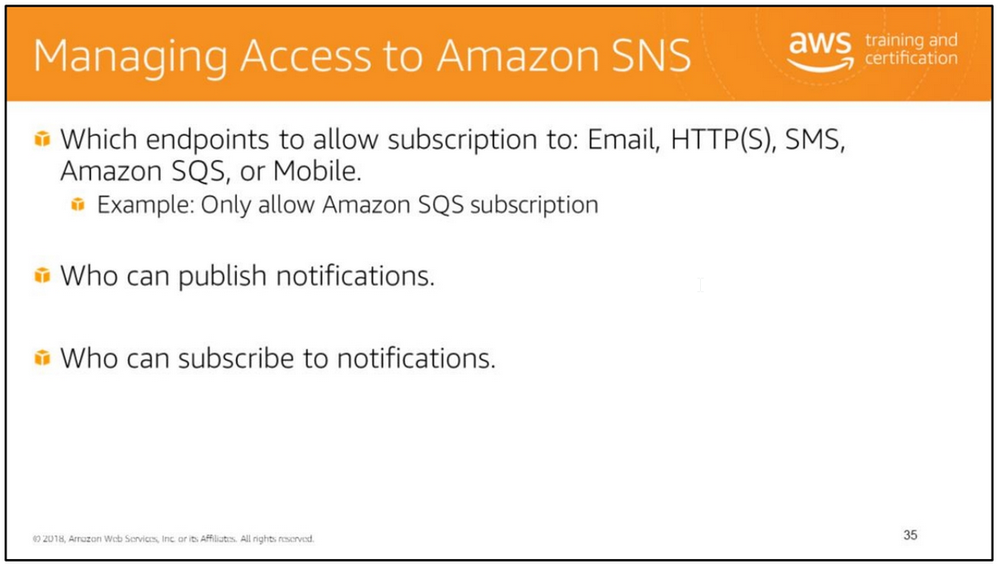 Managing Access to Amazon SNS
aws training and
certification
Which endpoints to allow subscription to: Email, HTTP(S), SMS,
Amazon SQS, or Mobile.
Example: Only allow Amazon SQS subscription
Who can publish notifications.
Who can subscribe to notifications.
© 2018, Amazon Web Services, Inc. or its Affiliates. All rights reserved.
35